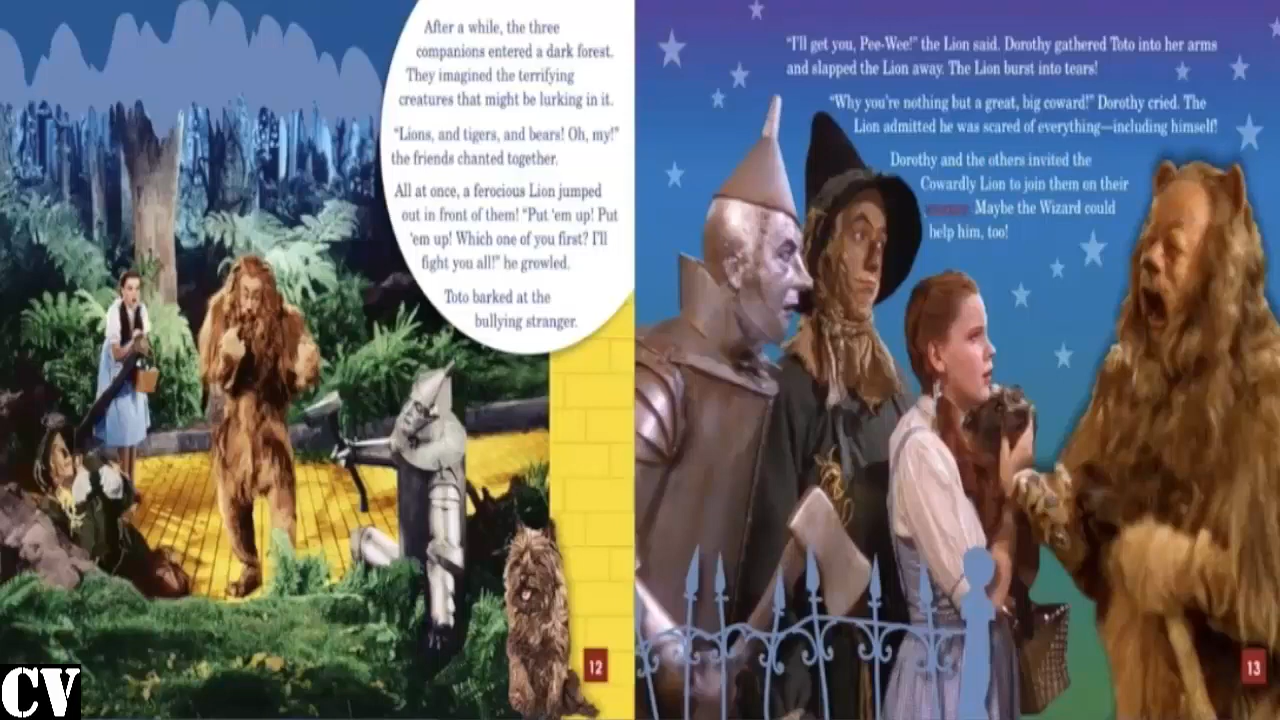 After a while, the three
companions entered a dark forest.
They imagined the terrifying
creatures that might be lurking in it.
"Lions, and tigers, and bears! Oh, my!"
the friends chanted together.
All at once, a ferocious Lion jumped
out in front of them! "Put 'em up! Put
'em up! Which one of you first? I'll
fight you all!" he growled.
Toto barked at the
bullying stranger.
12
CV
"I'll get you, Pee-Wee!" the Lion said. Dorothy gathered Toto into her arms
and slapped the Lion away. The Lion burst into tears!
"Why you're nothing but a great, big coward!" Dorothy cried. The
Lion admitted he was scared of everything—including himself!
Dorothy and the others invited the
Cowardly Lion to join them on their
Maybe the Wizard could
help him, too!
13